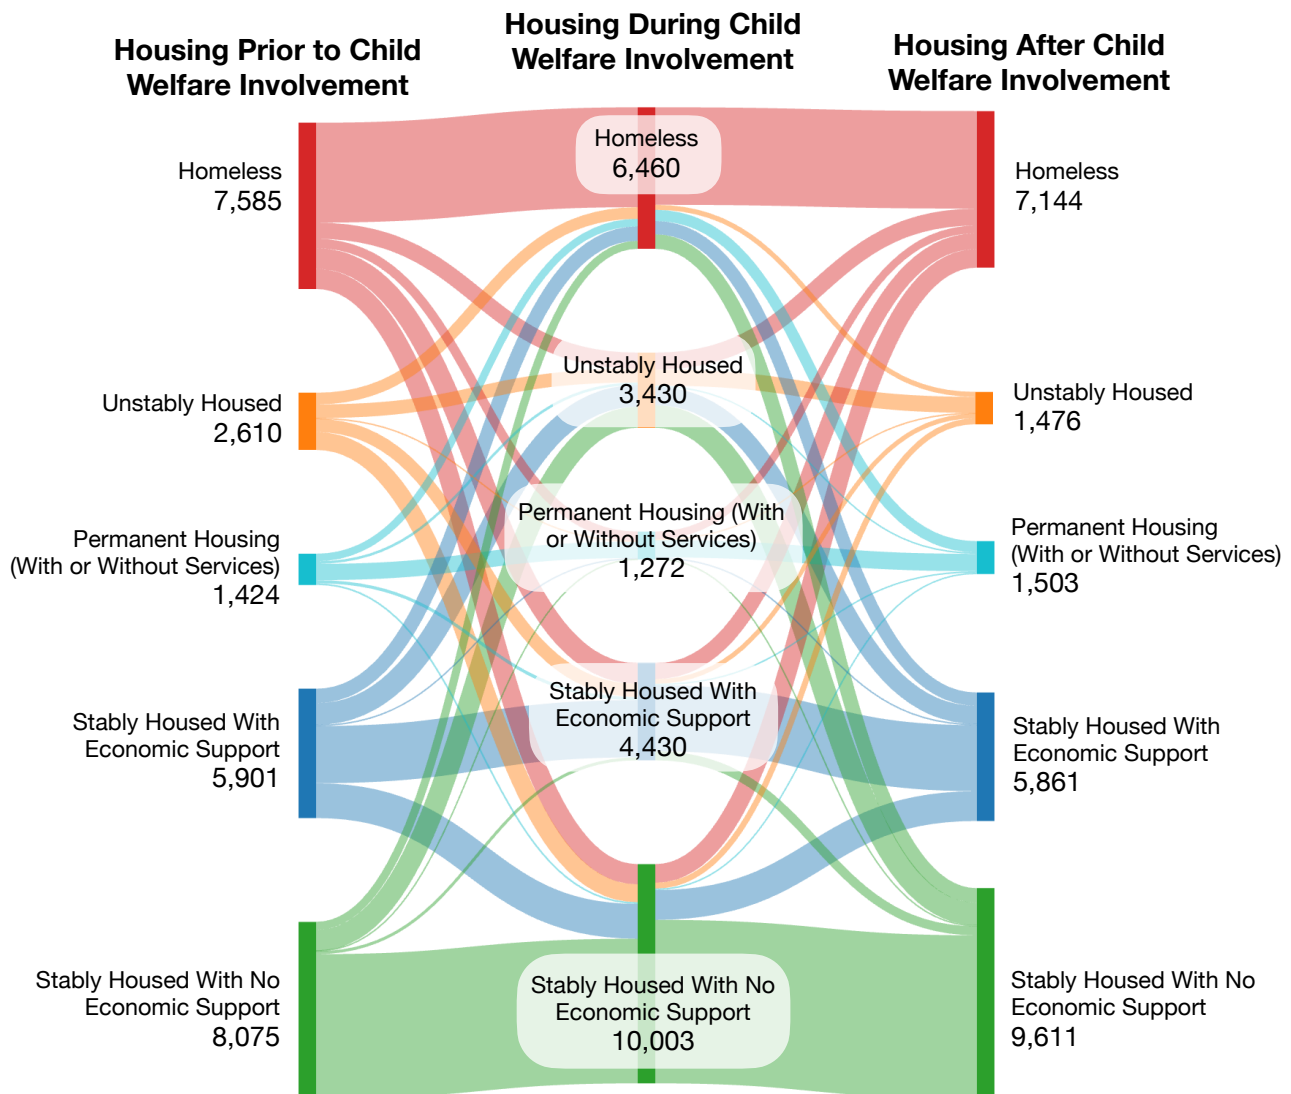 Housing Prior to Child
Welfare Involvement
Housing During Child
Welfare Involvement
Housing After Child
Welfare Involvement
Homeless
7,585
Unstably Housed
2,610
Permanent Housing
(With or Without Services)
1,424
Stably Housed With
Economic Support
5,901
Stably Housed With No
Economic Support
8,075
Homeless
6,460
Unstably Housed
3,430
Permanent Housing (With
or Without Services)
1,272
Stably Housed With
Economic Support
4,430
Stably Housed With No
Economic Support
10,003
Homeless
7,144
Unstably Housed
1,476
Permanent Housing
(With or Without Services)
1,503
Stably Housed With
Economic Support
5,861
Stably Housed With No
Economic Support
9,611